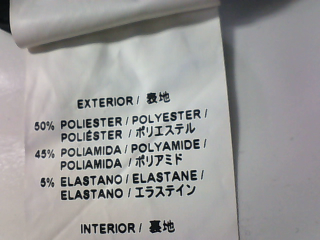 EXTERIOR / 表地
50% POLIESTER / POLYESTER /
POLIÉSTER / ポリエステル
45% POLIAMIDA / POLYAMIDE /
POLIAMIDA / ポリアミド
5% ELASTANO / ELASTANE /
ELASTANO / エラステイン
INTERIOR / 裏地